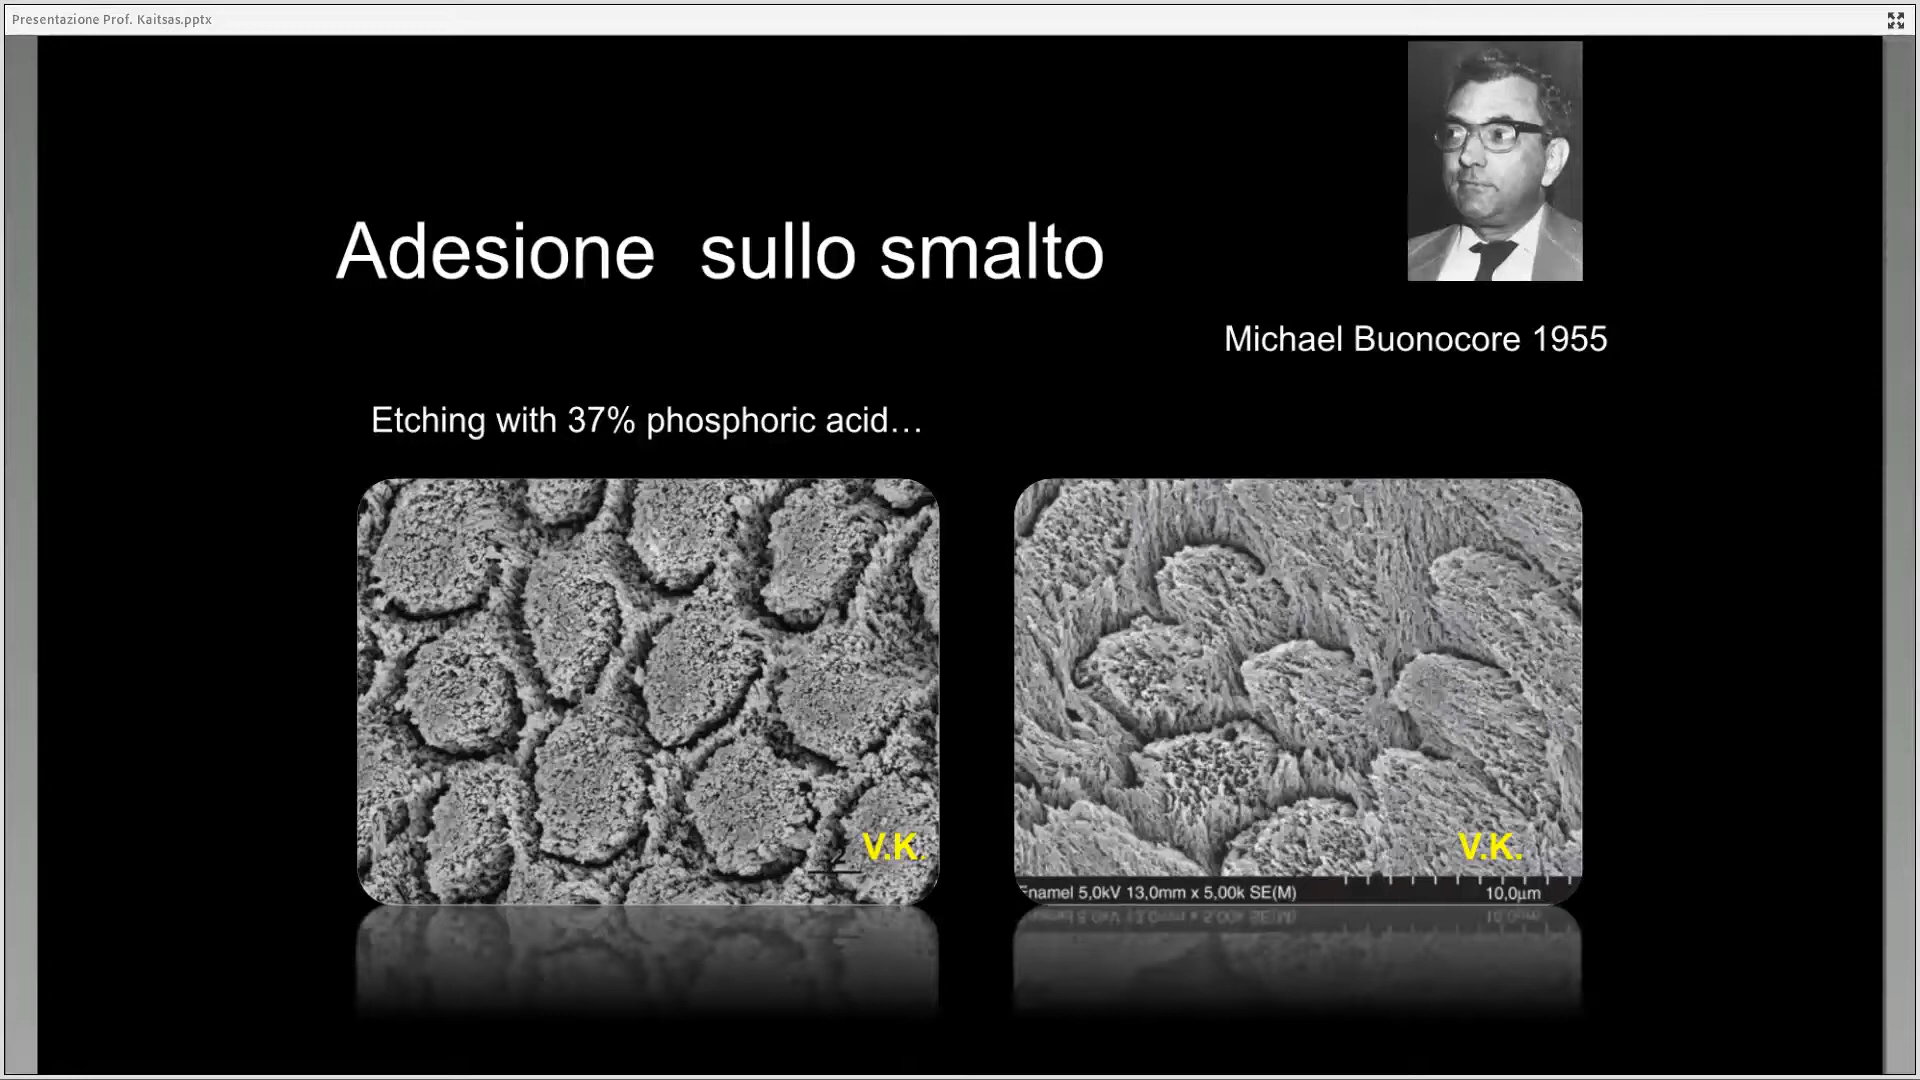 Presentazione Prof. Kaitsas.pptx
Adesione sullo smalto
Michael Buonocore 1955
Etching with 37% phosphoric acid…
V.K.
V.K.
Enamel 5,0kV 13,0mm x 5,00k SE(M) 10,0µm